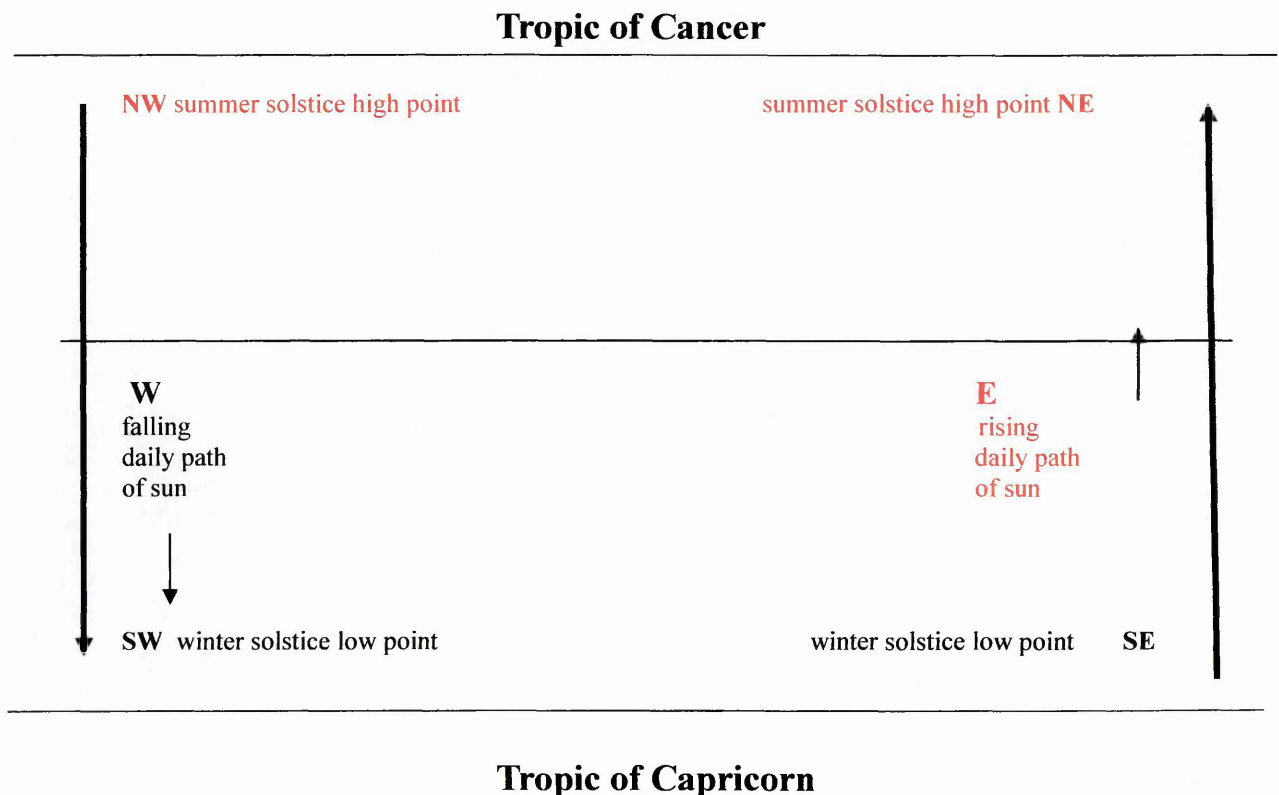 Tropic of Cancer
NW summer solstice high point
summer solstice high point NE
W
falling
daily path
of sun
E
rising
daily path
of sun
SW winter solstice low point
winter solstice low point SE
Tropic of Capricorn